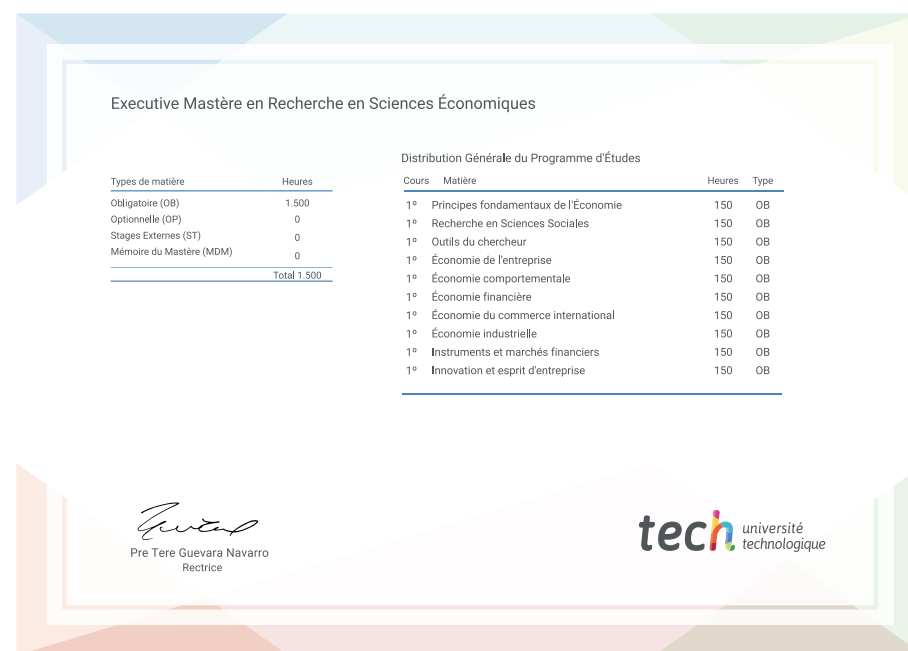 Executive Mastère en Recherche en Sciences Économiques
Types de matière Heures
Obligatoire (OB) 1.500
Optionnelle (OP) 0
Stages Externes (ST) 0
Mémoire du Mastère (MDM) 0
Total 1.500
Distribution Générale du Programme d'Études
Cours Matière Heures Type
1º Principes fondamentaux de l'Économie 150 OB
1º Recherche en Sciences Sociales 150 OB
1º Outils du chercheur 150 OB
1º Économie de l'entreprise 150 OB
1º Économie comportementale 150 OB
1º Économie financière 150 OB
1º Économie du commerce international 150 OB
1º Économie industrielle 150 OB
1º Instruments et marchés financiers 150 OB
1º Innovation et esprit d'entreprise 150 OB
Pre Tere Guevara Navarro
Rectrice
tech université
technologique